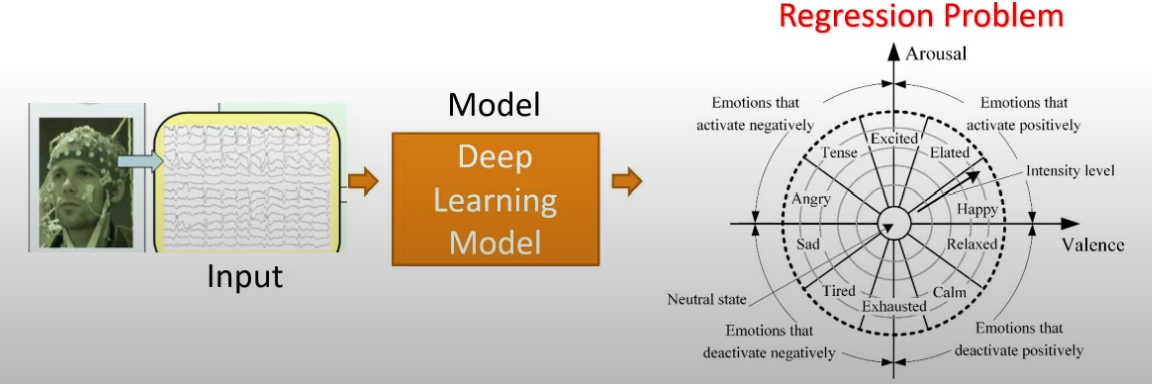 Regression Problem
Arousal
Emotions that
activate negatively
Emotions that
activate positively
Model
Deep
Learning
Model
Input
Excited
Tense
Elated
Intensity level
Angry
Happy
Sad
Relaxed
Valence
Tired
Calm
Exhausted
Neutral state
Emotions that
deactivate negatively
Emotions that
deactivate positively